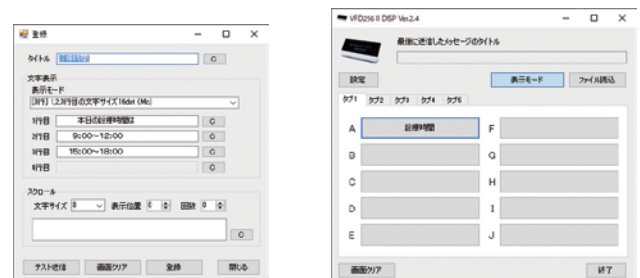 登録
タイトル
C
文字表示
表示モード
[3行] 1,2,3行目の文字サイズ16dot (Mc)
1行目 本日の診療時間は C
2行目 9:00~12:00 C
3行目 15:00~18:00 C
4行目 C
スクロール
文字サイズ 8 表示位置 0 回数 0
C
テスト送信 画面クリア 登録 閉じる
VFD256 II DISP Ver.2.4
最後に送信したメッセージのタイトル
設定 表示モード ファイル読込
タブ1 タブ2 タブ3 タブ4 タブ5
A 診療時間 F
B G
C H
D I
E J
画面クリア 終了